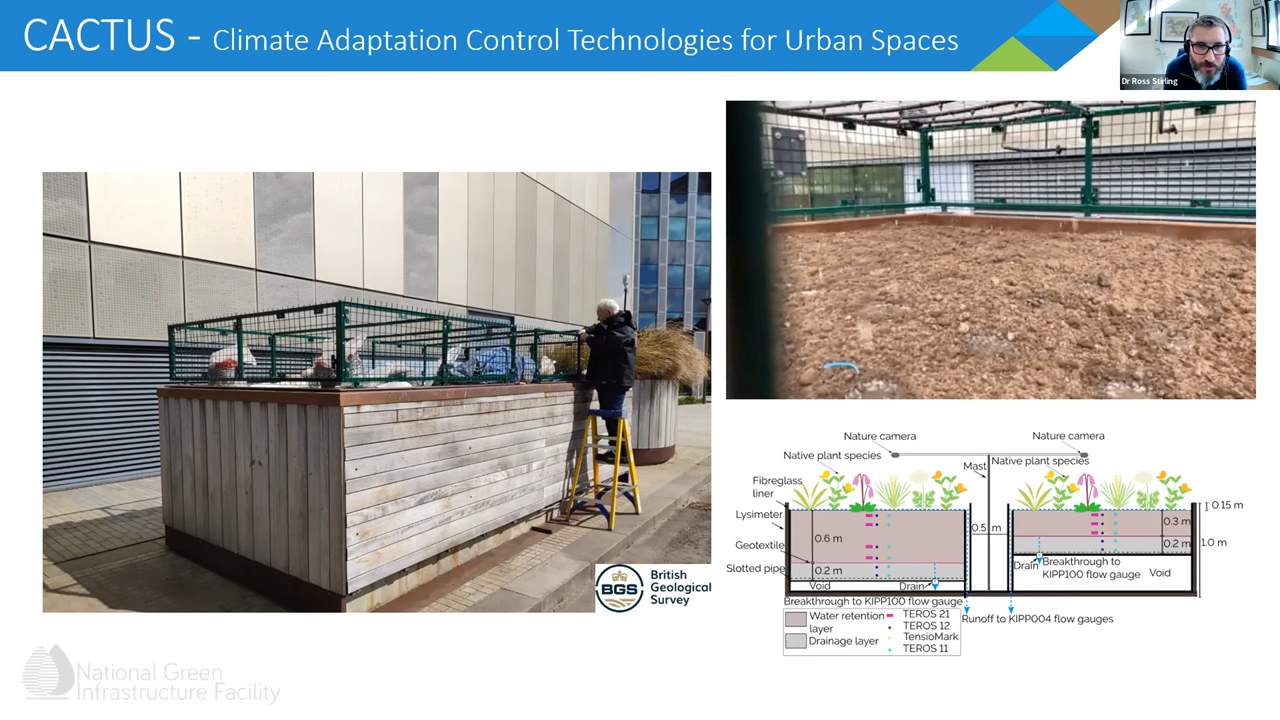 CACTUS - Climate Adaptation Control Technologies for Urban Spaces
Dr Ross Stirling
Nature camera
Nature camera
Native plant species
Mast
Native plant species
Fibreglass
liner
0.15 m
Lysimeter
0.6 m
0.5 m
0.3 m
Geotextile
0.2 m
1.0 m
Slotted pipe
0.2 m
Drain
Breakthrough to
KIPP100 flow gauge
Void
Void
Drain
Breakthrough to KIPP100 flow gauge
Runoff to KIPP004 flow gauges
Water retention
layer
Drainage layer
TEROS 21
TEROS 12
TensioMark
TEROS 11
BGS
British
Geological
Survey
National Green
Infrastructure Facility